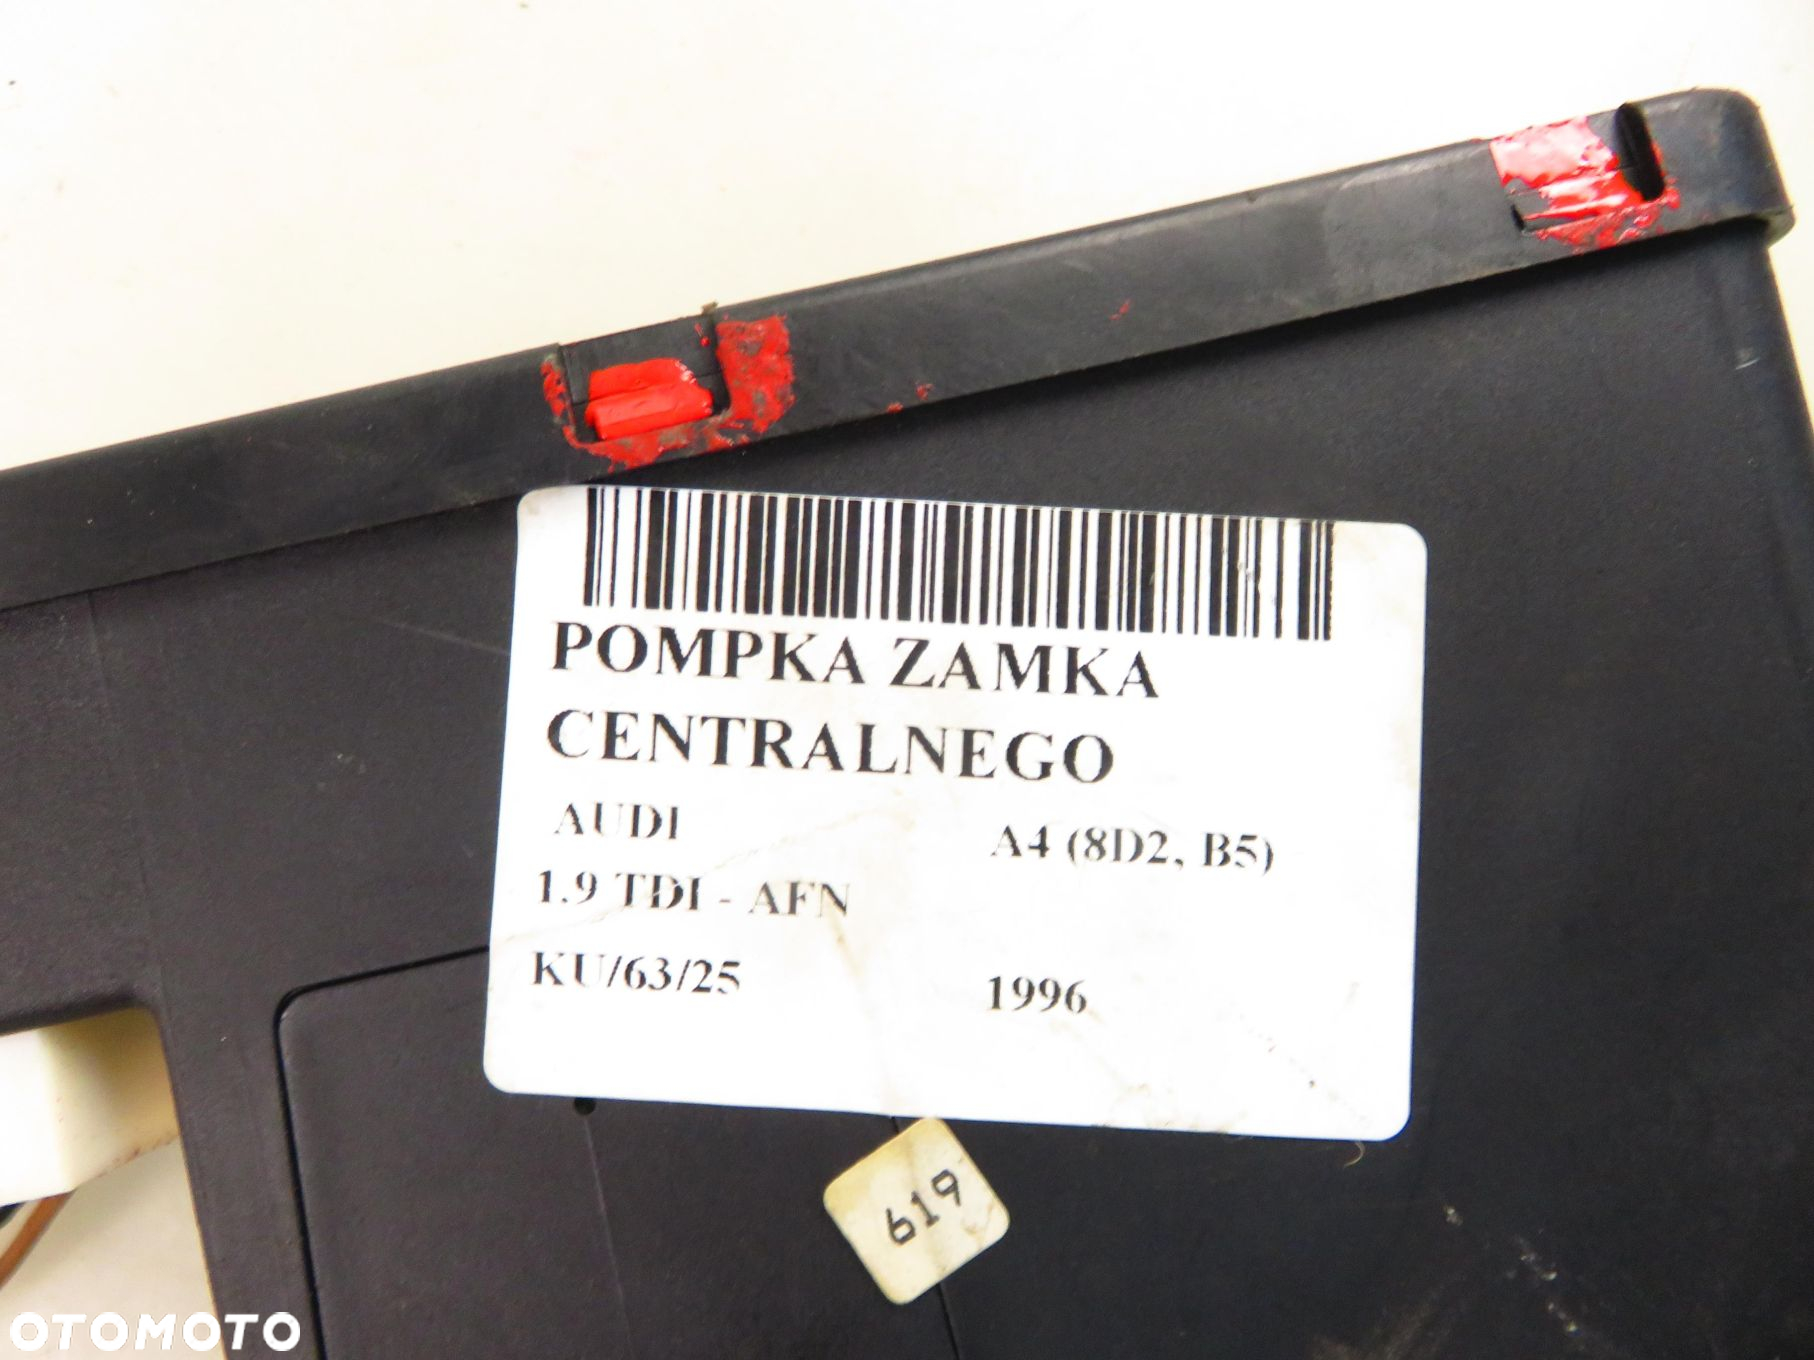 POMPKA ZAMKA
CENTRALNEGO
AUDI A4 (8D2, B5)
1.9 TDI - AFN
KU/63/25 1996
619
OTOMOTO